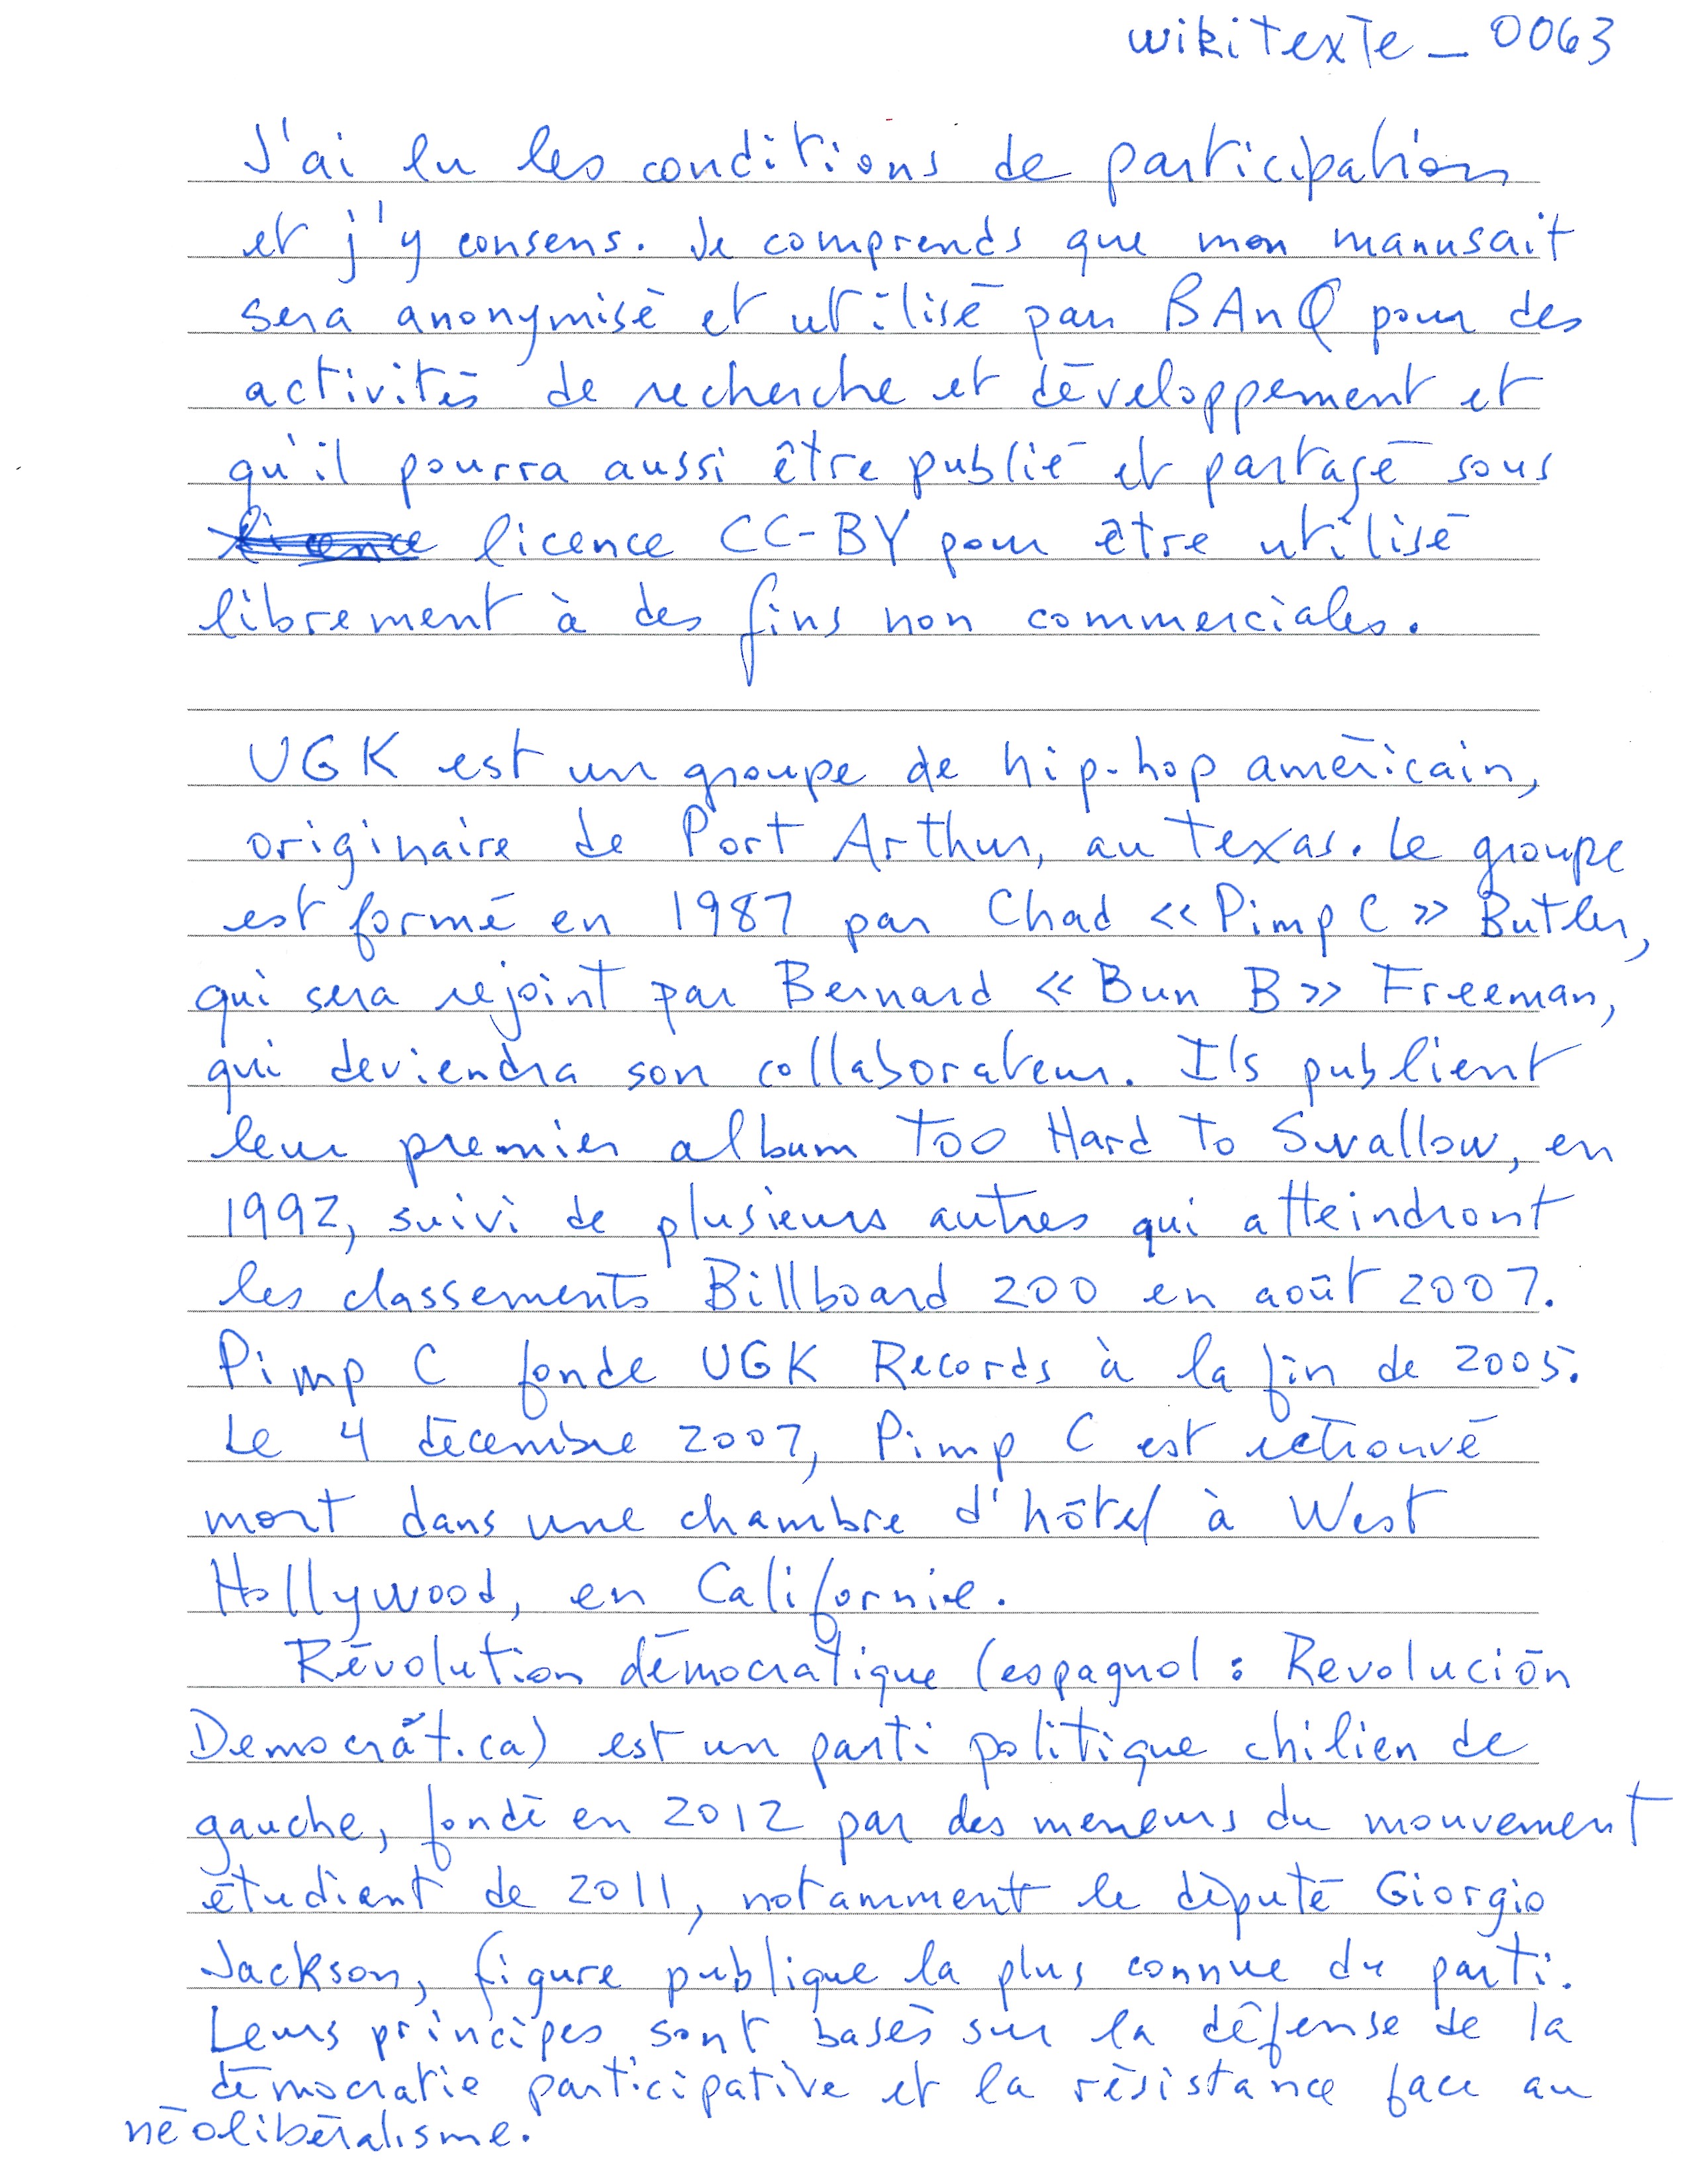 wikitexte_0063
J'ai lu les conditions de participation
et j'y consens. Je comprends que mon manuscrit
sera anonymisé et utilisé par BAnQ pour des
activités de recherche et développement et
qu'il pourra aussi être publié et partagé sous
licence licence CC-BY pour être utilisé
librement à des fins non commerciales.
UGK est un groupe de hip-hop américain,
originaire de Port Arthur, au Texas. Le groupe
est formé en 1987 par Chad « Pimp C » Butler,
qui sera rejoint par Bernard « Bun B » Freeman,
qui deviendra son collaborateur. Ils publient
leur premier album Too Hard to Swallow, en
1992, suivi de plusieurs autres qui atteindront
les classements Billboard 200 en août 2007.
Pimp C fonde UGK Records à la fin de 2005.
Le 4 décembre 2007, Pimp C est retrouvé
mort dans une chambre d'hôtel à West
Hollywood, en Californie.
Révolution démocratique (espagnol : Revolución
Democrática) est un parti politique chilien de
gauche, fondé en 2012 par des meneurs du mouvement
étudiant de 2011, notamment le député Giorgio
Jackson, figure publique la plus connue du parti.
Leurs principes sont basés sur la défense de la
démocratie participative et la résistance face au
néolibéralisme.